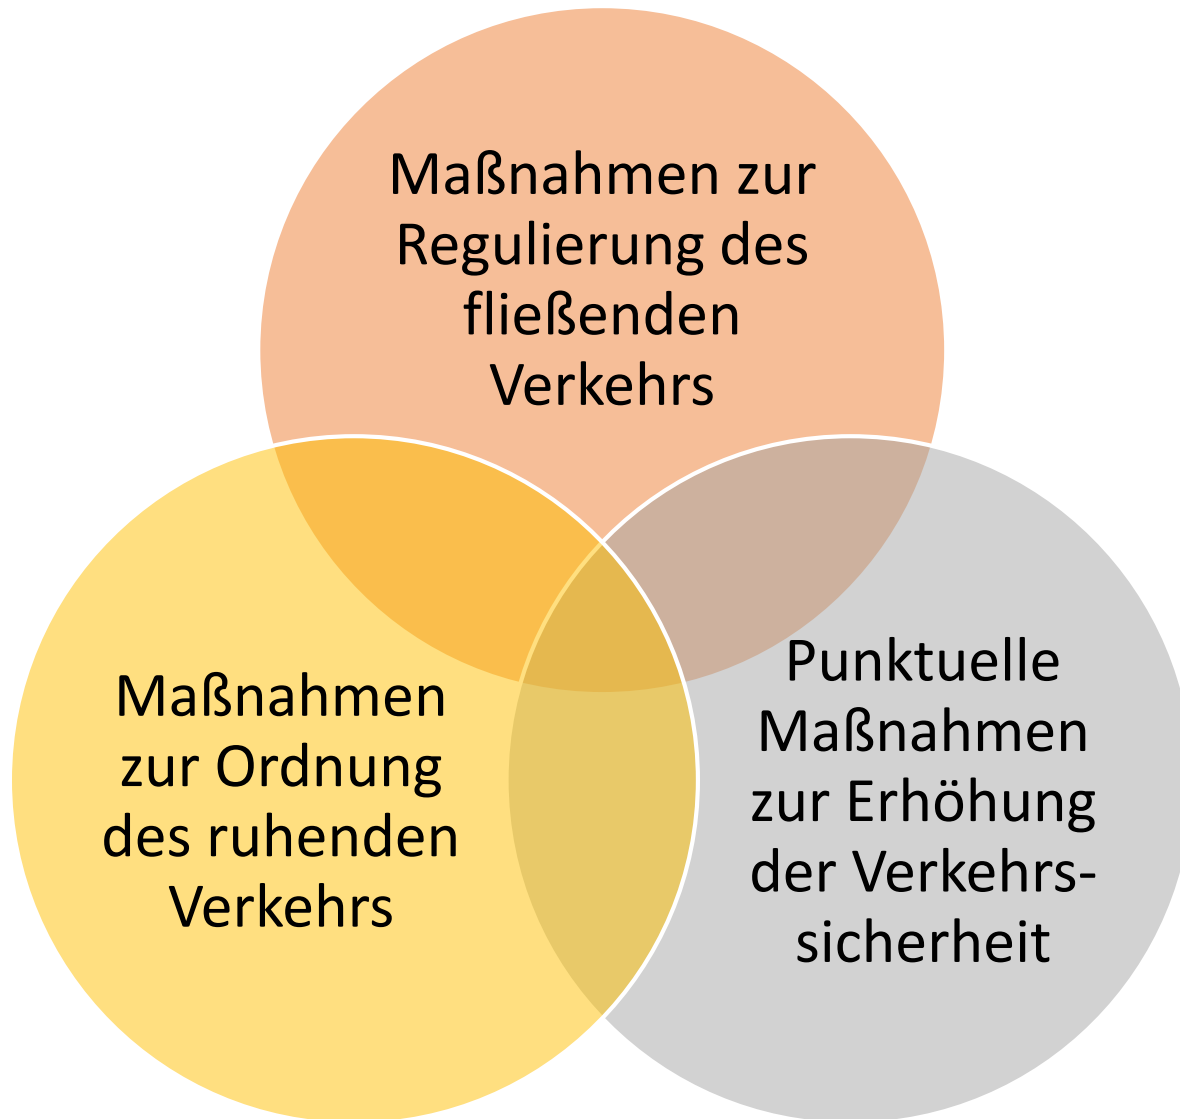 Maßnahmen zur
Regulierung des
fließenden
Verkehrs
Maßnahmen
zur Ordnung
des ruhenden
Verkehrs
Punktuelle
Maßnahmen
zur Erhöhung
der Verkehrs-
sicherheit